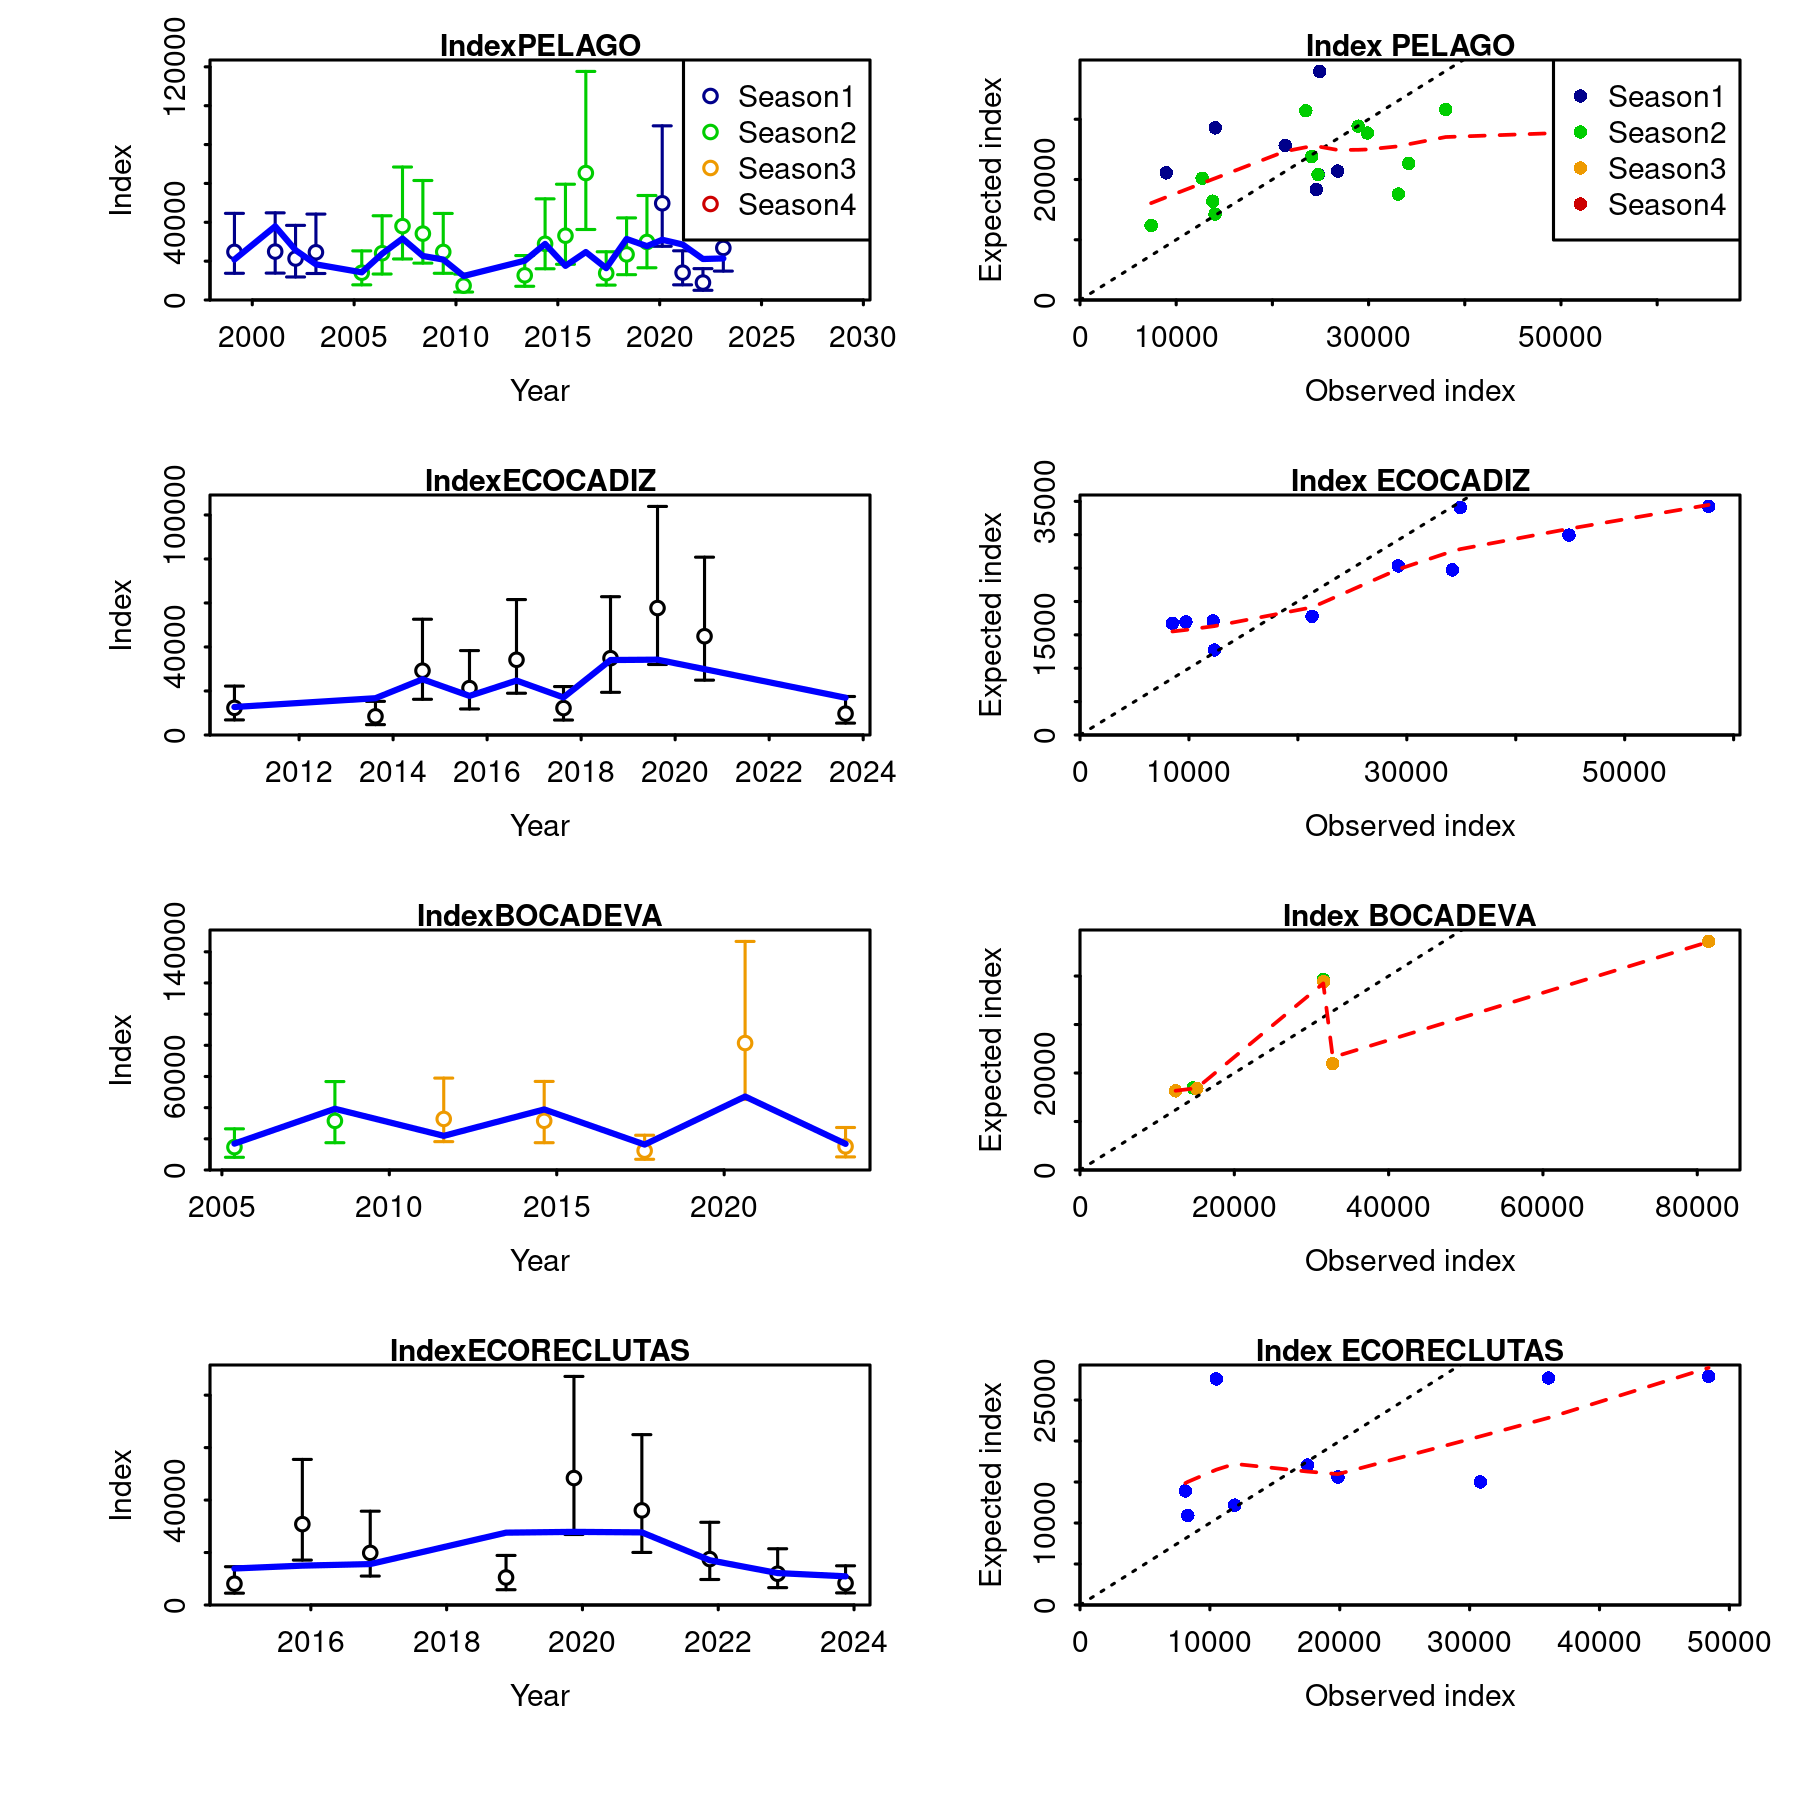 IndexPELAGO
Index
0
40000
120000
Season1
Season2
Season3
Season4
2000 2005 2010 2015 2020 2025 2030
Year
Index PELAGO
Expected index
0
20000
Season1
Season2
Season3
Season4
0 10000 30000 50000
Observed index
IndexECOCADIZ
Index
0
40000
100000
2012 2014 2016 2018 2020 2022 2024
Year
Index ECOCADIZ
Expected index
0
15000
35000
0 10000 30000 50000
Observed index
IndexBOCADEVA
Index
0
60000
140000
2005 2010 2015 2020
Year
Index BOCADEVA
Expected index
0
20000
0 20000 40000 60000 80000
Observed index
IndexECORECLUTAS
Index
0
40000
2016 2018 2020 2022 2024
Year
Index ECORECLUTAS
Expected index
0
10000
25000
0 10000 20000 30000 40000 50000
Observed index